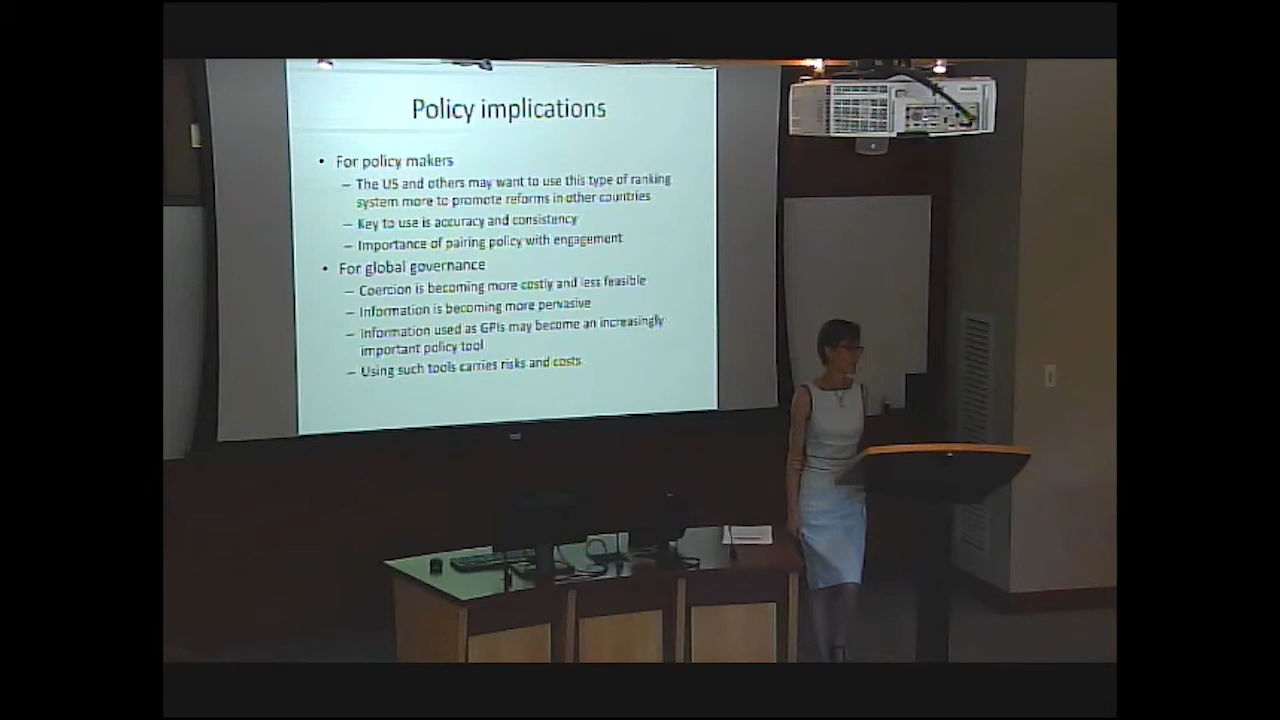 Policy implications
• For policy makers
– The US and others may want to use this type of ranking
system more to promote reforms in other countries
– Key to use is accuracy and consistency
– Importance of pairing policy with engagement
• For global governance
– Coercion is becoming more costly and less feasible
– Information is becoming more pervasive
– Information used as GPIs may become an increasingly
important policy tool
– Using such tools carries risks and costs